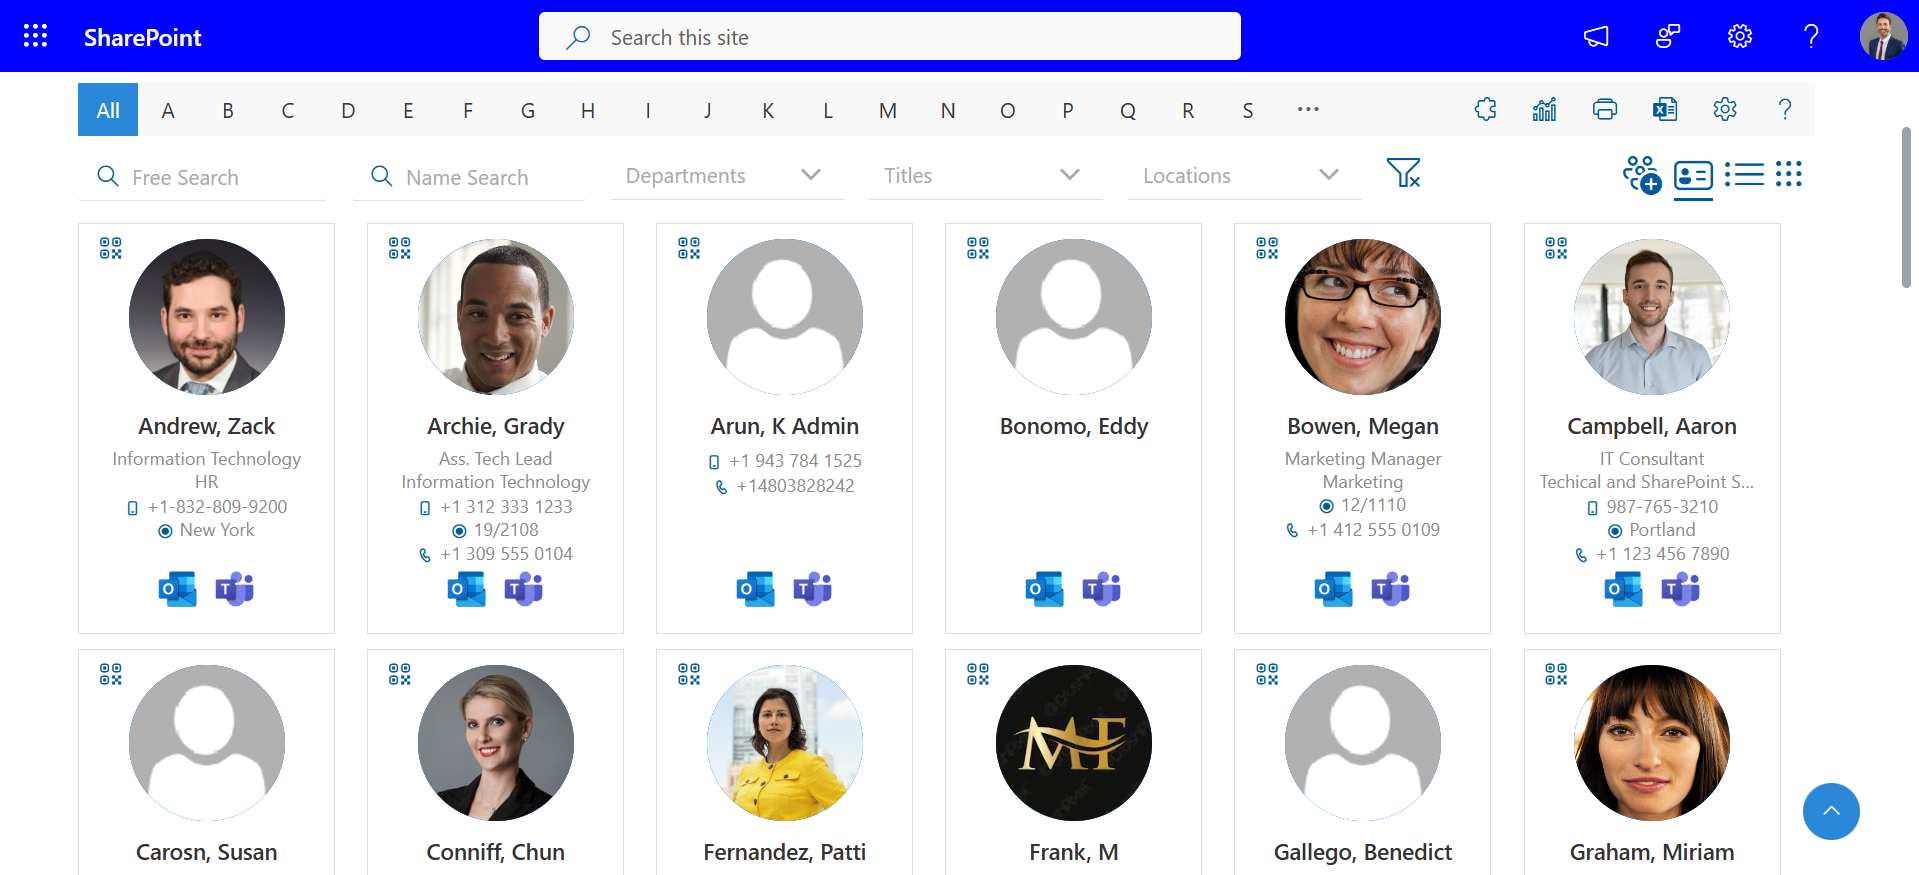 SharePoint
Search this site
All A B C D E F G H I J K L M N O P Q R S ...
Free Search
Name Search
Departments
Titles
Locations
Andrew, Zack
Information Technology
HR
+1-832-809-9200
New York
Archie, Grady
Ass. Tech Lead
Information Technology
+1 312 333 1233
19/2108
+1 309 555 0104
Arun, K Admin
+1 943 784 1525
+14803828242
Bonomo, Eddy
Bowen, Megan
Marketing Manager
Marketing
12/1110
+1 412 555 0109
Campbell, Aaron
IT Consultant
Techical and SharePoint S...
987-765-3210
Portland
+1 123 456 7890
Carosn, Susan
Conniff, Chun
Fernandez, Patti
MF
Frank, M
Gallego, Benedict
Graham, Miriam